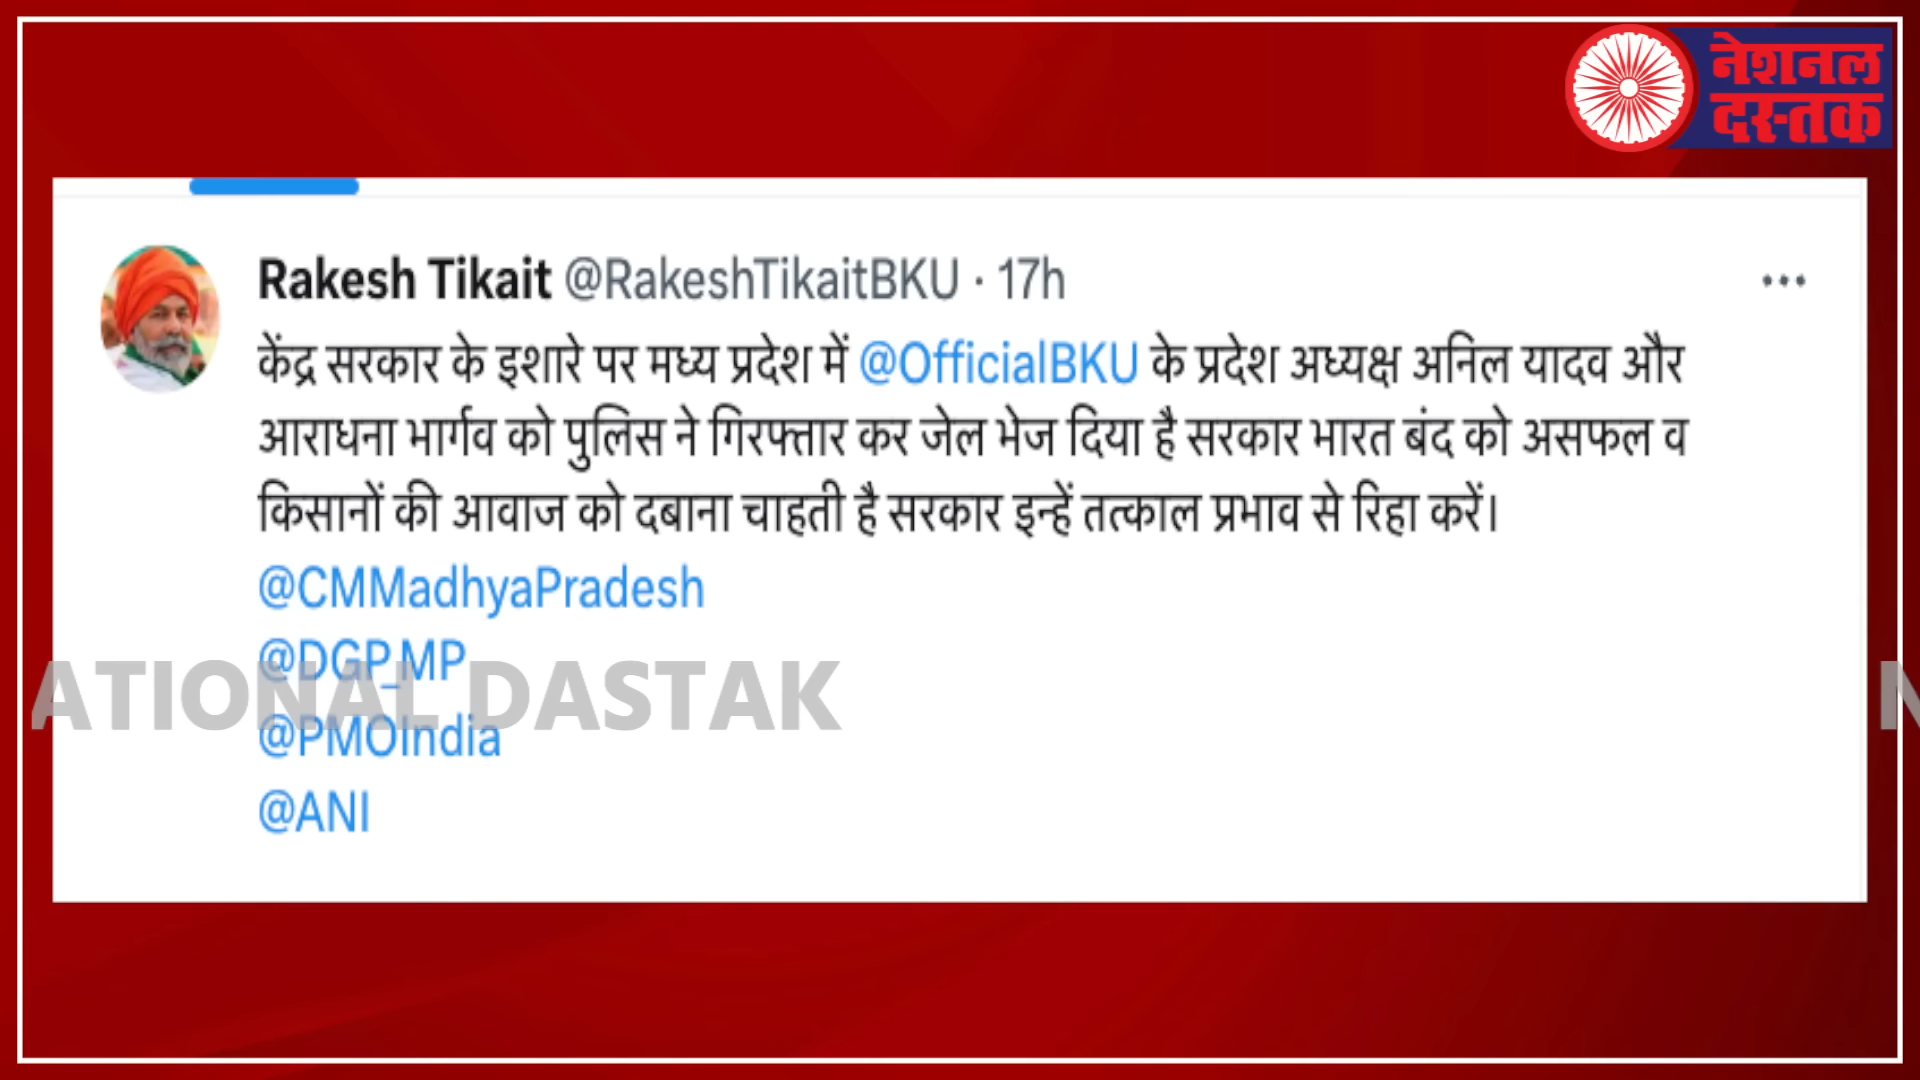 नेशनल
दस्तक
Rakesh Tikait @RakeshTikaitBKU · 17h
केंद्र सरकार के इशारे पर मध्य प्रदेश में @OfficialBKU के प्रदेश अध्यक्ष अनिल यादव और
आराधना भार्गव को पुलिस ने गिरफ्तार कर जेल भेज दिया है सरकार भारत बंद को असफल व
किसानों की आवाज को दबाना चाहती है सरकार इन्हें तत्काल प्रभाव से रिहा करें।
@CMMadhyaPradesh
@DGP_MP
ATIONAL DASTAK
N
@PMOIndia
@ANI